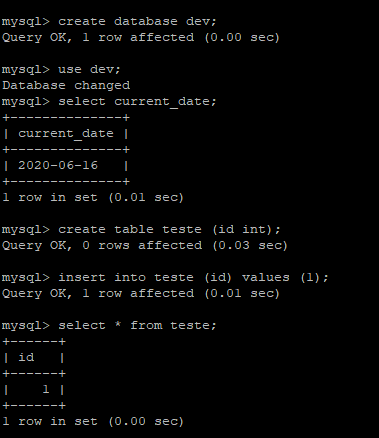 mysql> create database dev;
Query OK, 1 row affected (0.00 sec)
mysql> use dev;
Database changed
mysql> select current_date;
+--------------+
| current_date |
+--------------+
| 2020-06-16   |
+--------------+
1 row in set (0.01 sec)
mysql> create table teste (id int);
Query OK, 0 rows affected (0.03 sec)
mysql> insert into teste (id) values (1);
Query OK, 1 row affected (0.01 sec)
mysql> select * from teste;
+------+
| id   |
+------+
|    1 |
+------+
1 row in set (0.00 sec)